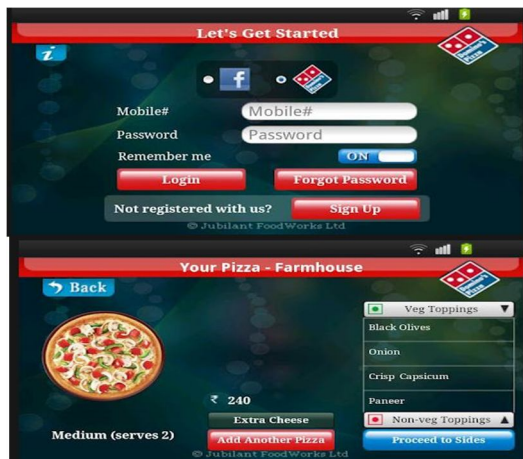 Let's Get Started
i
f
Domino's Pizza
Mobile# Mobile#
Password Password
Remember me ON
Login Forgot Password
Not registered with us? Sign Up
© Jubilant FoodWorks Ltd
Your Pizza - Farmhouse
Back
Domino's Pizza
Veg Toppings ▼
Black Olives
Onion
Crisp Capsicum
₹ 240 Paneer
Extra Cheese Non-veg Toppings ▲
Medium (serves 2) Add Another Pizza Proceed to Sides
© Jubilant FoodWorks Ltd